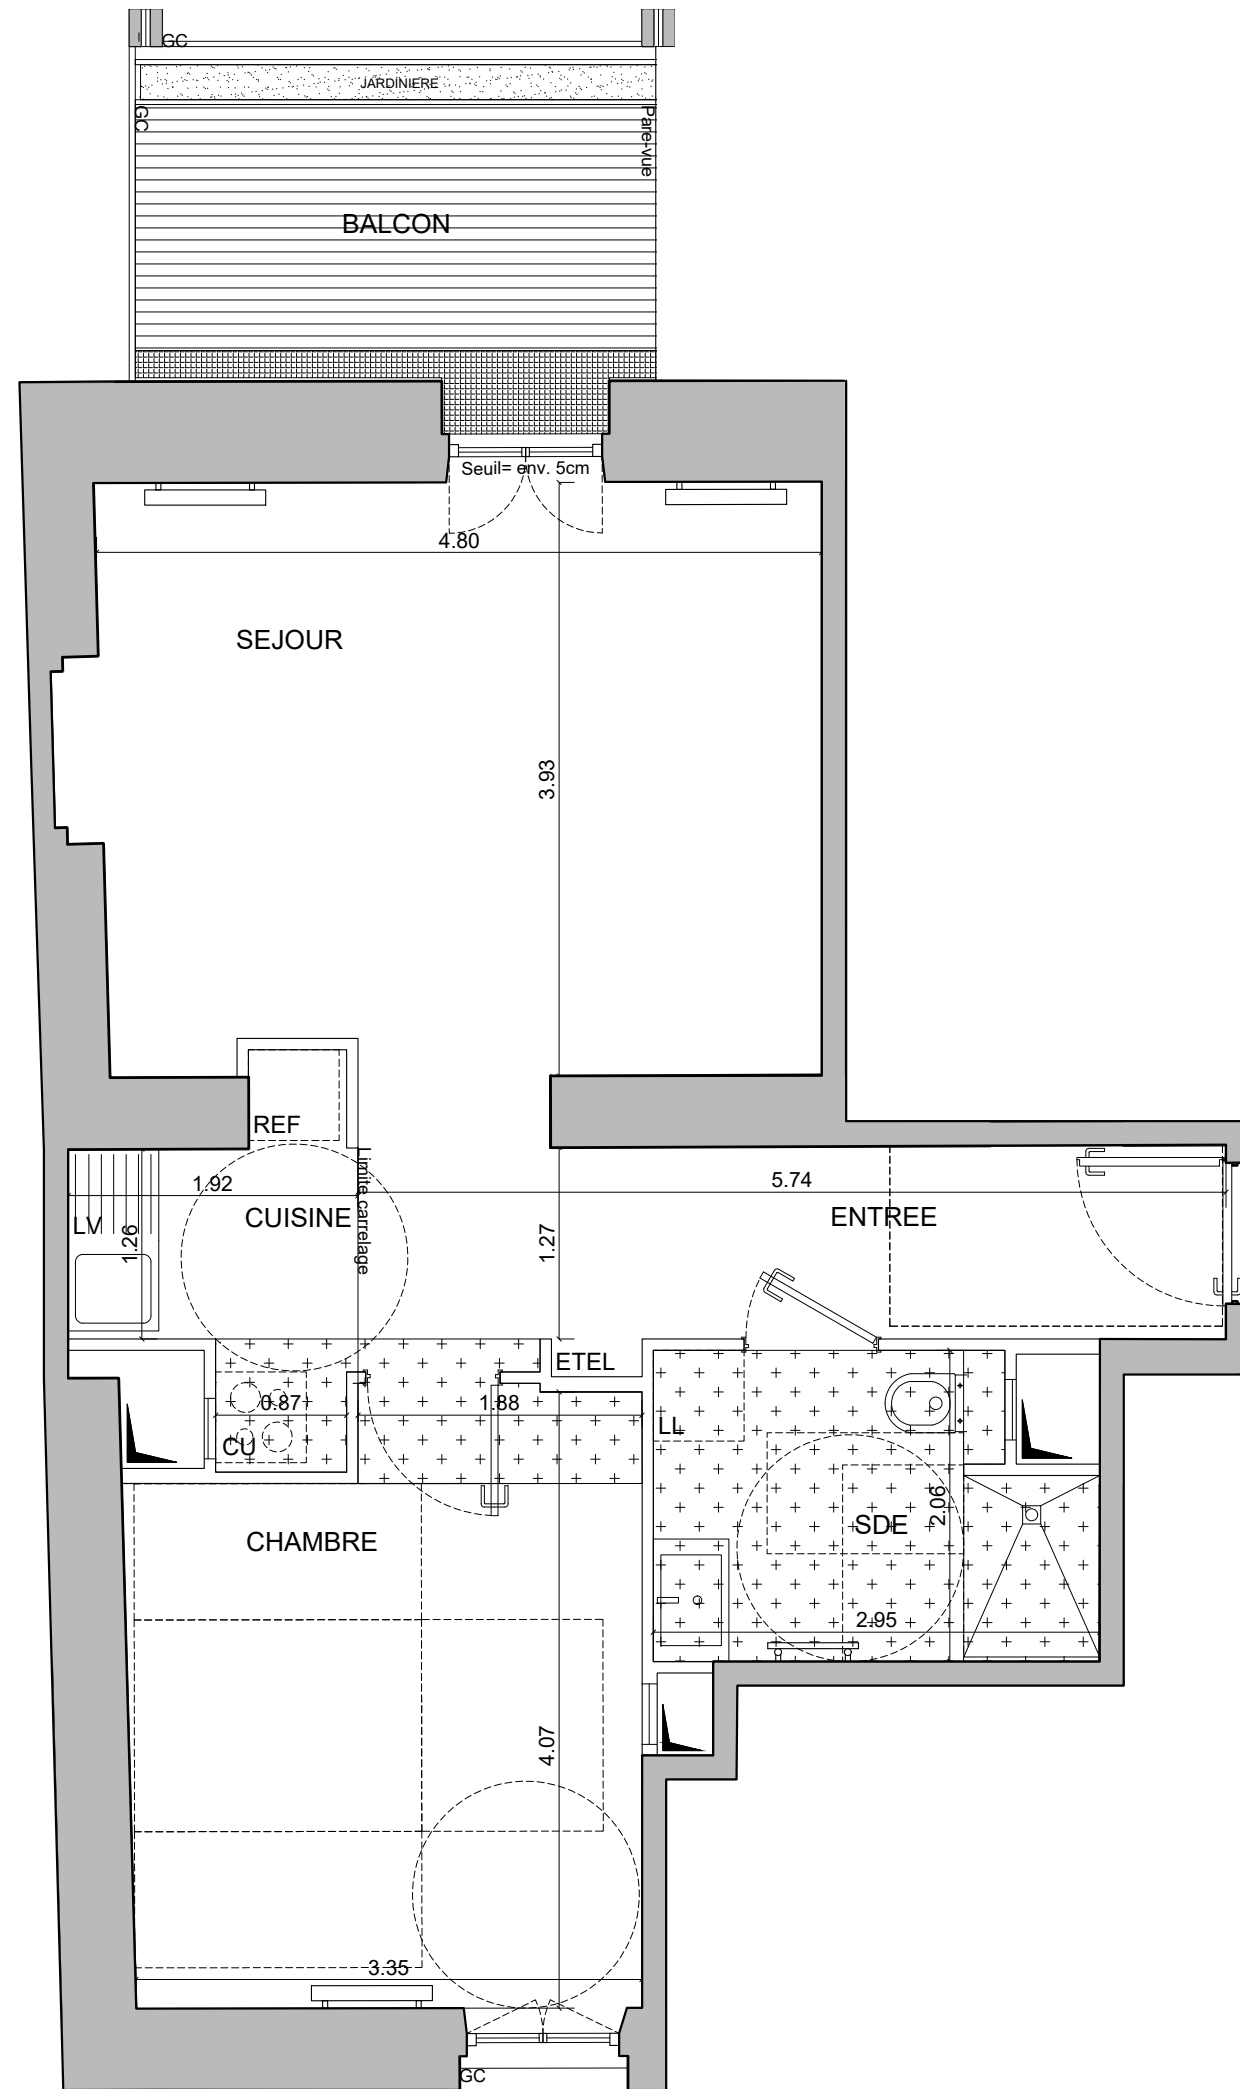 GC
JARDINIERE
GC
Pare-vue
BALCON
Seuil= env. 5cm
4.80
SEJOUR
3.93
REF
Limite carrelage
1.92
5.74
LV
CUISINE
1.26
1.27
ENTREE
ETEL
0.87
1.88
CU
LL
2.06
SDE
CHAMBRE
2.95
4.07
3.35
GC